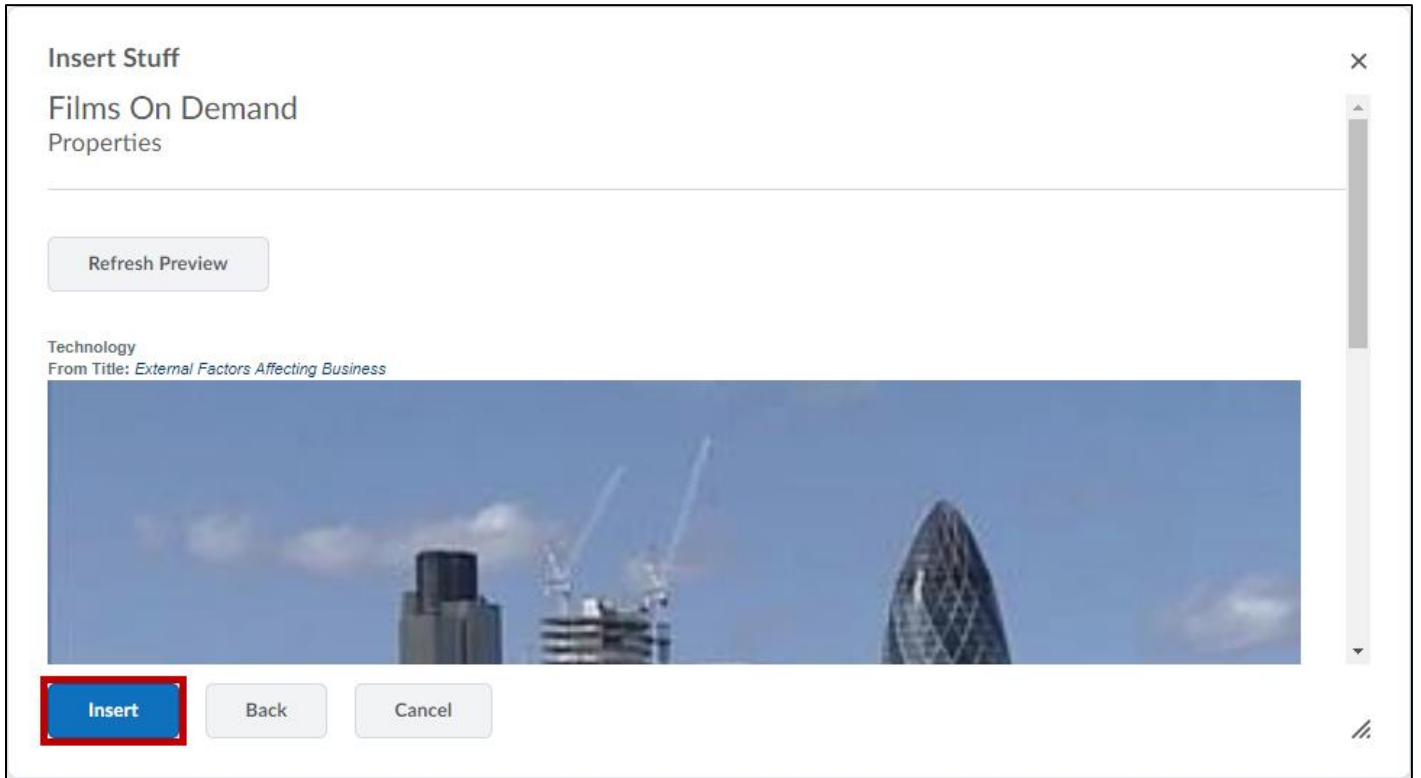 Insert Stuff
Films On Demand
Properties
Refresh Preview
Technology
From Title: External Factors Affecting Business
Insert
Back
Cancel